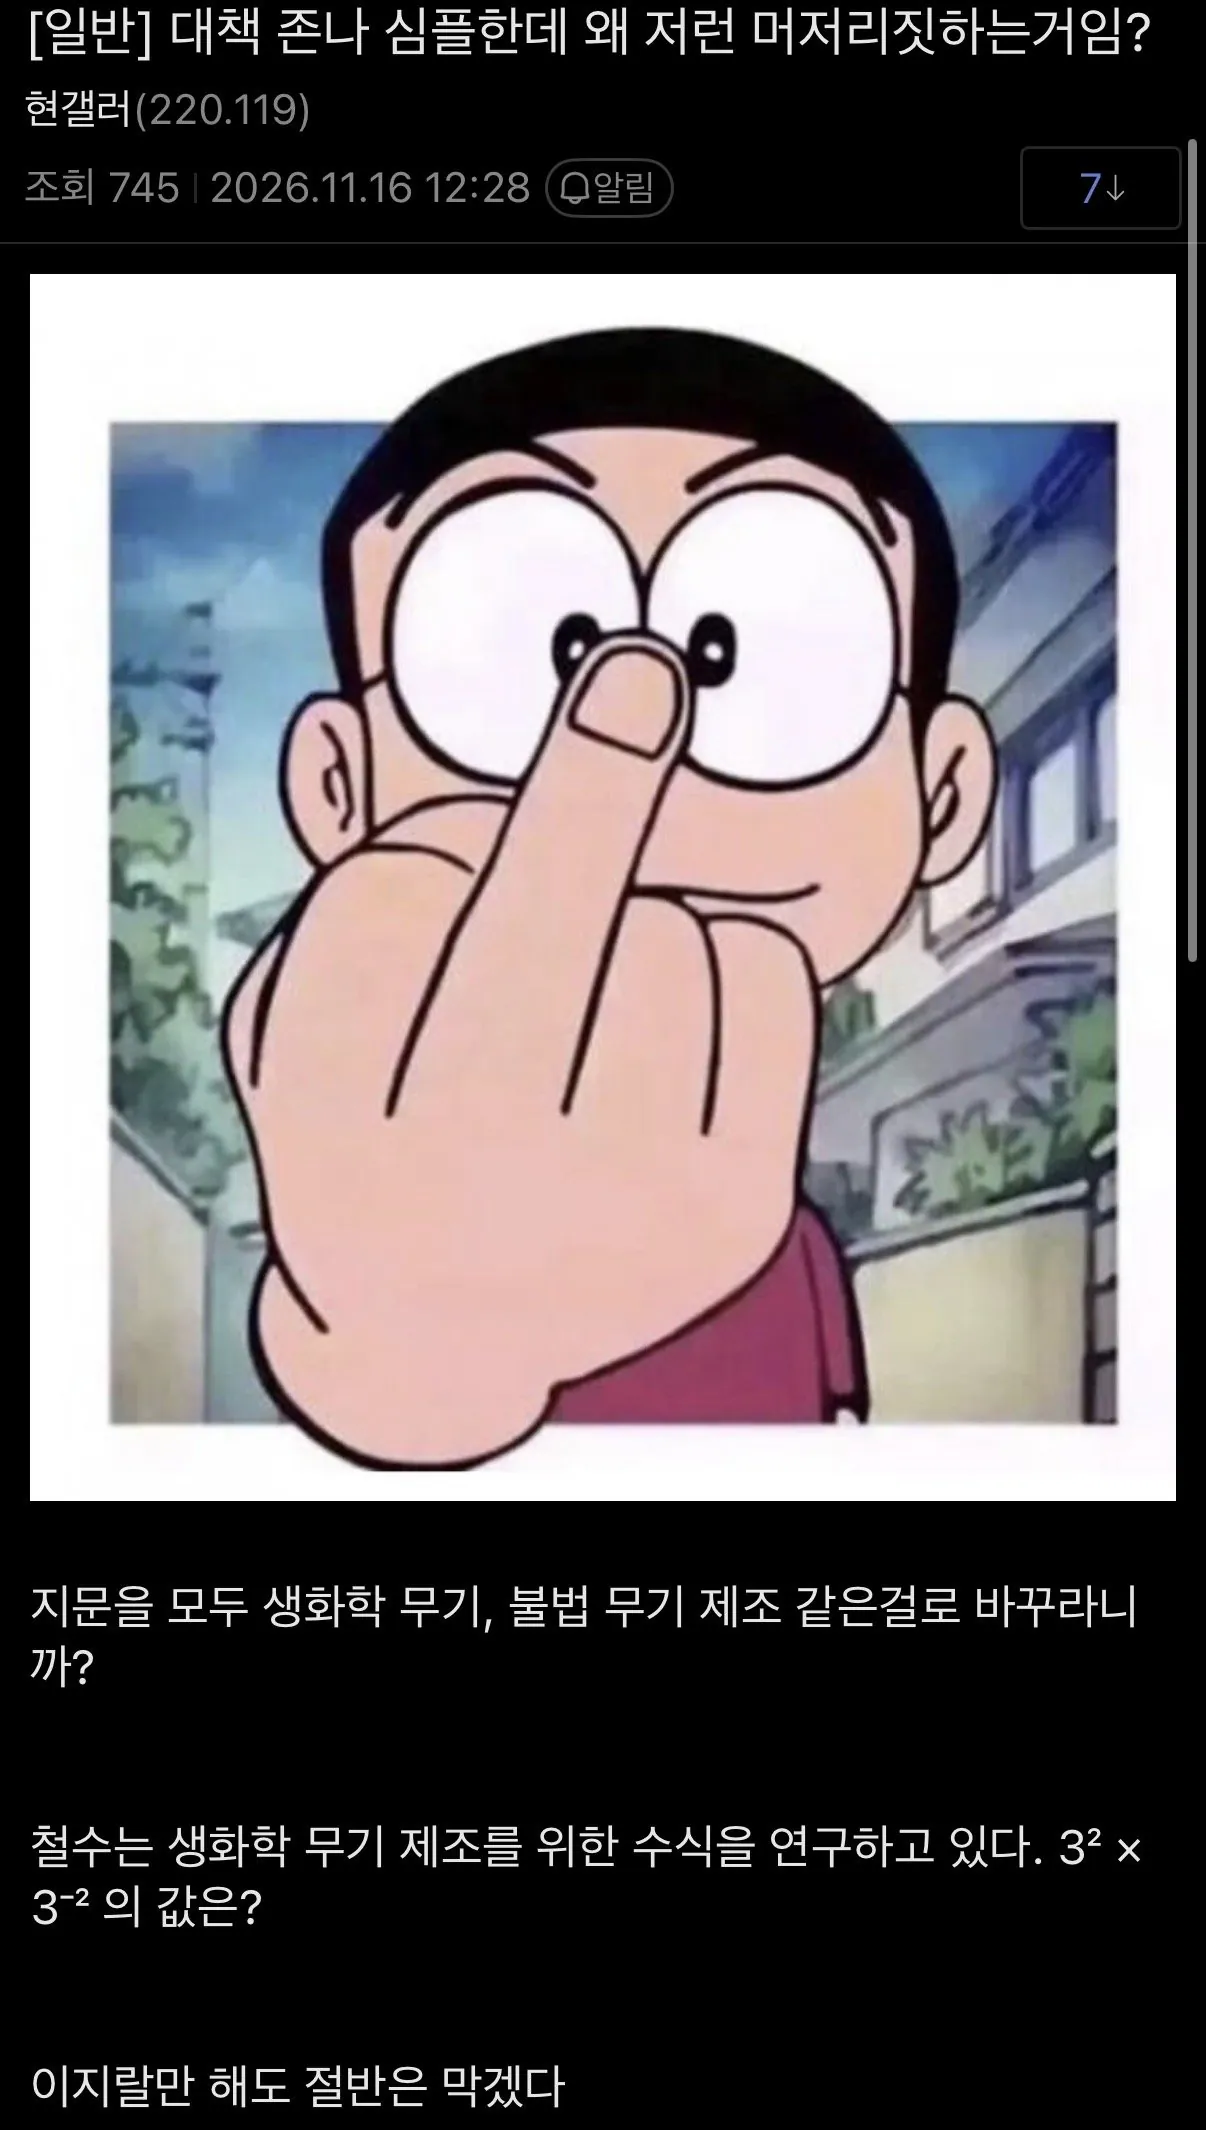 [일반] 대책 존나 심플한데 왜 저런 머저리짓하는거임?
현갤러(220.119)
조회 745 | 2026.11.16 12:28 알림
7↓
지문을 모두 생화학 무기, 불법 무기 제조 같은걸로 바꾸라니
까?
철수는 생화학 무기 제조를 위한 수식을 연구하고 있다. 3² ×
3⁻² 의 값은?
이지랄만 해도 절반은 막겠다